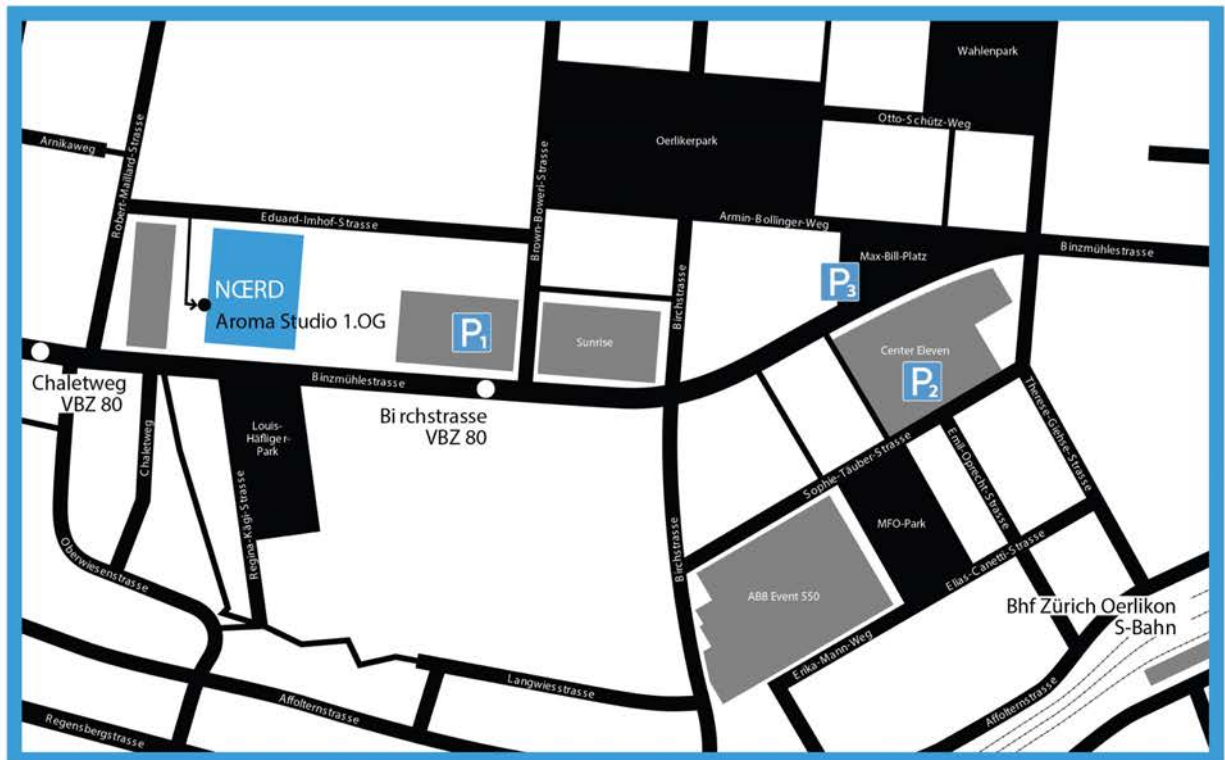 Wahlenpark
Otto-Schütz-Weg
Oerlikerpark
Arnikaweg
Robert-Maillard-Strasse
Brown-Boweri-Strasse
Eduard-Imhof-Strasse
Armin-Bollinger-Weg
Max-Bill-Platz
Binzmühlestrasse
Birchstrasse
NŒRD
Aroma Studio 1.OG
P1
P3
Sunrise
Center Eleven
P2
Chaletweg
VBZ 80
Binzmühlestrasse
Birchstrasse
VBZ 80
Louis-
Häfliger-
Park
Chaletweg
Regina-Kägi-Strasse
Oberwiesenstrasse
Therese-Giehse-Strasse
Emil-Oprecht-Strasse
Sophie-Täuber-Strasse
MFO-Park
Elias-Canetti-Strasse
Birchstrasse
ABB Event 550
Bhf Zürich Oerlikon
S-Bahn
Erika-Mann-Weg
Langwiesstrasse
Affolternstrasse
Affolternstrasse
Regensbergstrasse